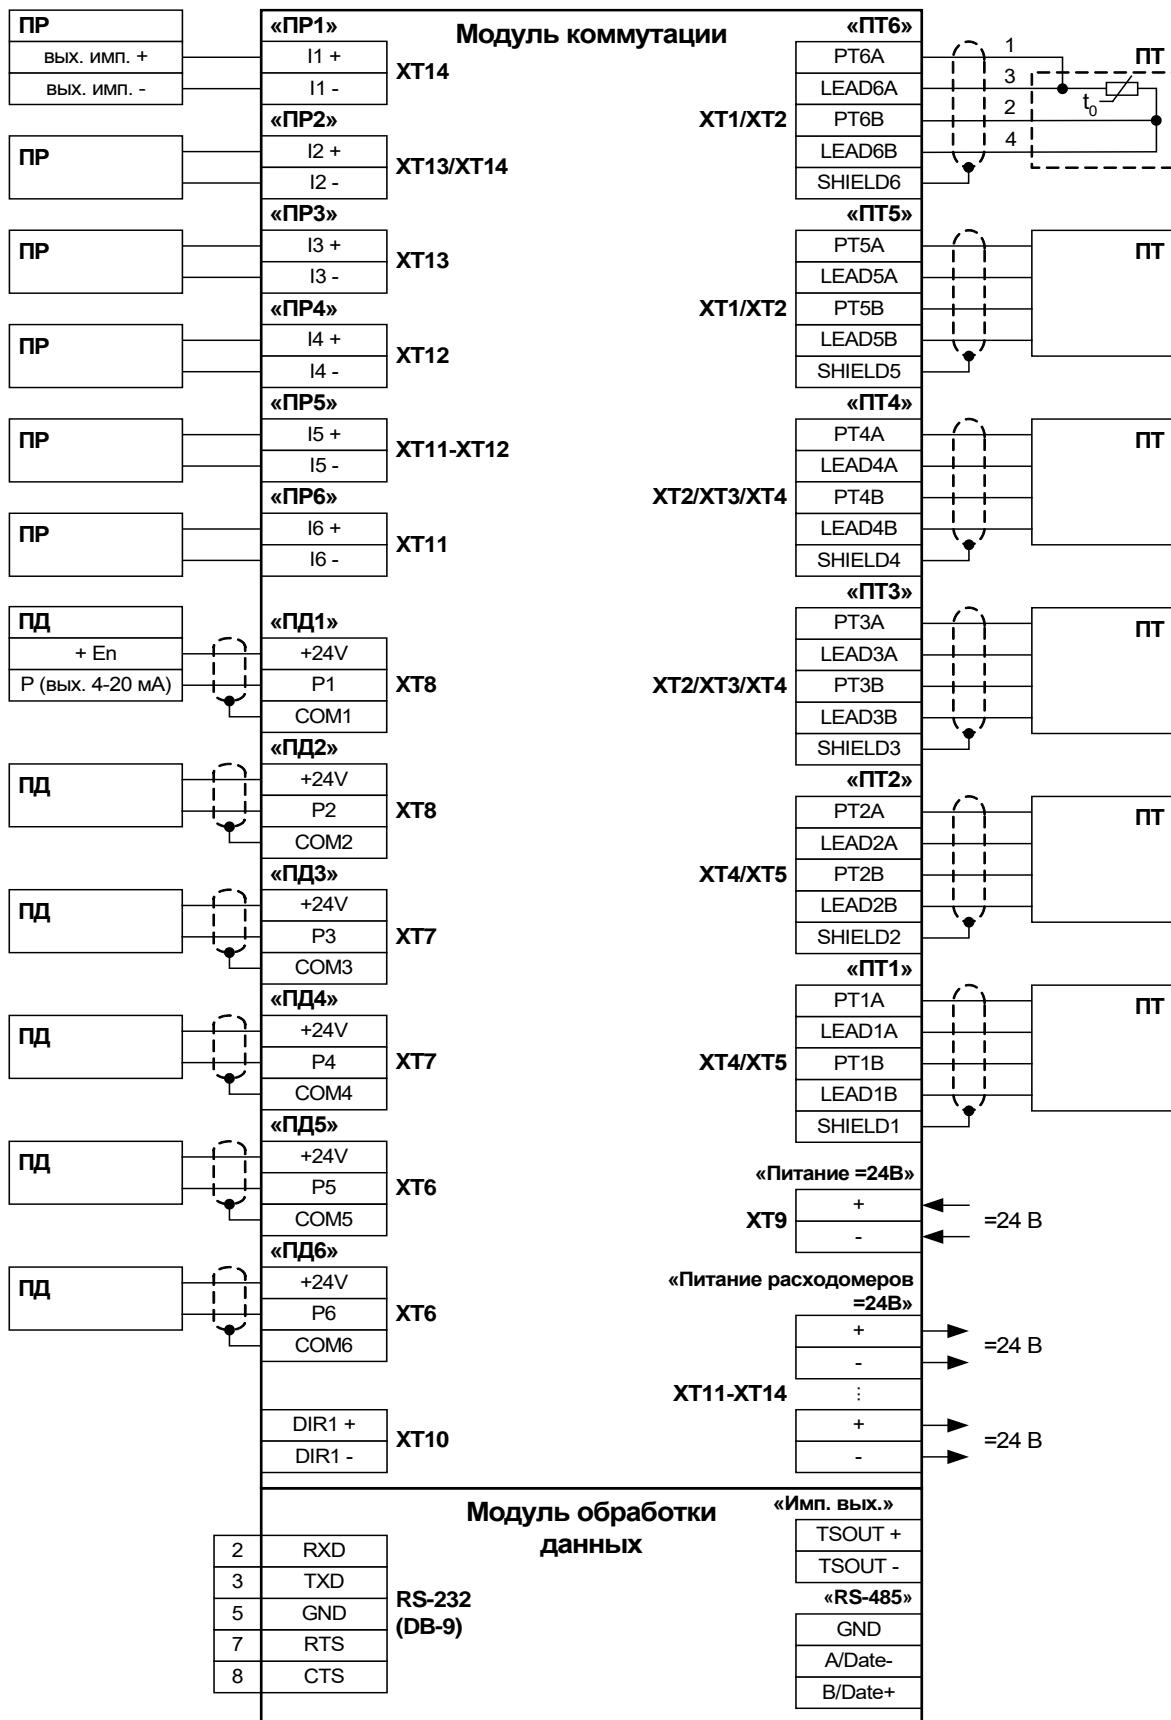 Модуль коммутации
ПР
вых. имп. +
вых. имп. -
«ПР1»
I1 +
I1 -
XT14
ПР
«ПР2»
I2 +
I2 -
XT13/XT14
ПР
«ПР3»
I3 +
I3 -
XT13
ПР
«ПР4»
I4 +
I4 -
XT12
ПР
«ПР5»
I5 +
I5 -
XT11-XT12
ПР
«ПР6»
I6 +
I6 -
XT11
ПД
+ En
P (вых. 4-20 мА)
«ПД1»
+24V
P1
COM1
XT8
ПД
«ПД2»
+24V
P2
COM2
XT8
ПД
«ПД3»
+24V
P3
COM3
XT7
ПД
«ПД4»
+24V
P4
COM4
XT7
ПД
«ПД5»
+24V
P5
COM5
XT6
ПД
«ПД6»
+24V
P6
COM6
XT6
DIR1 +
DIR1 -
XT10
«ПТ6»
XT1/XT2
PT6A
LEAD6A
PT6B
LEAD6B
SHIELD6
1
3
2
4
t0
ПТ
«ПТ5»
XT1/XT2
PT5A
LEAD5A
PT5B
LEAD5B
SHIELD5
ПТ
«ПТ4»
XT2/XT3/XT4
PT4A
LEAD4A
PT4B
LEAD4B
SHIELD4
ПТ
«ПТ3»
XT2/XT3/XT4
PT3A
LEAD3A
PT3B
LEAD3B
SHIELD3
ПТ
«ПТ2»
XT4/XT5
PT2A
LEAD2A
PT2B
LEAD2B
SHIELD2
ПТ
«ПТ1»
XT4/XT5
PT1A
LEAD1A
PT1B
LEAD1B
SHIELD1
ПТ
«Питание =24В»
XT9
+
-
=24 В
«Питание расходомеров
=24В»
XT11-XT14
+
-
=24 В
⋮
+
-
=24 В
Модуль обработки
данных
2 RXD
3 TXD
5 GND
7 RTS
8 CTS
RS-232
(DB-9)
«Имп. вых.»
TSOUT +
TSOUT -
«RS-485»
GND
A/Date-
B/Date+